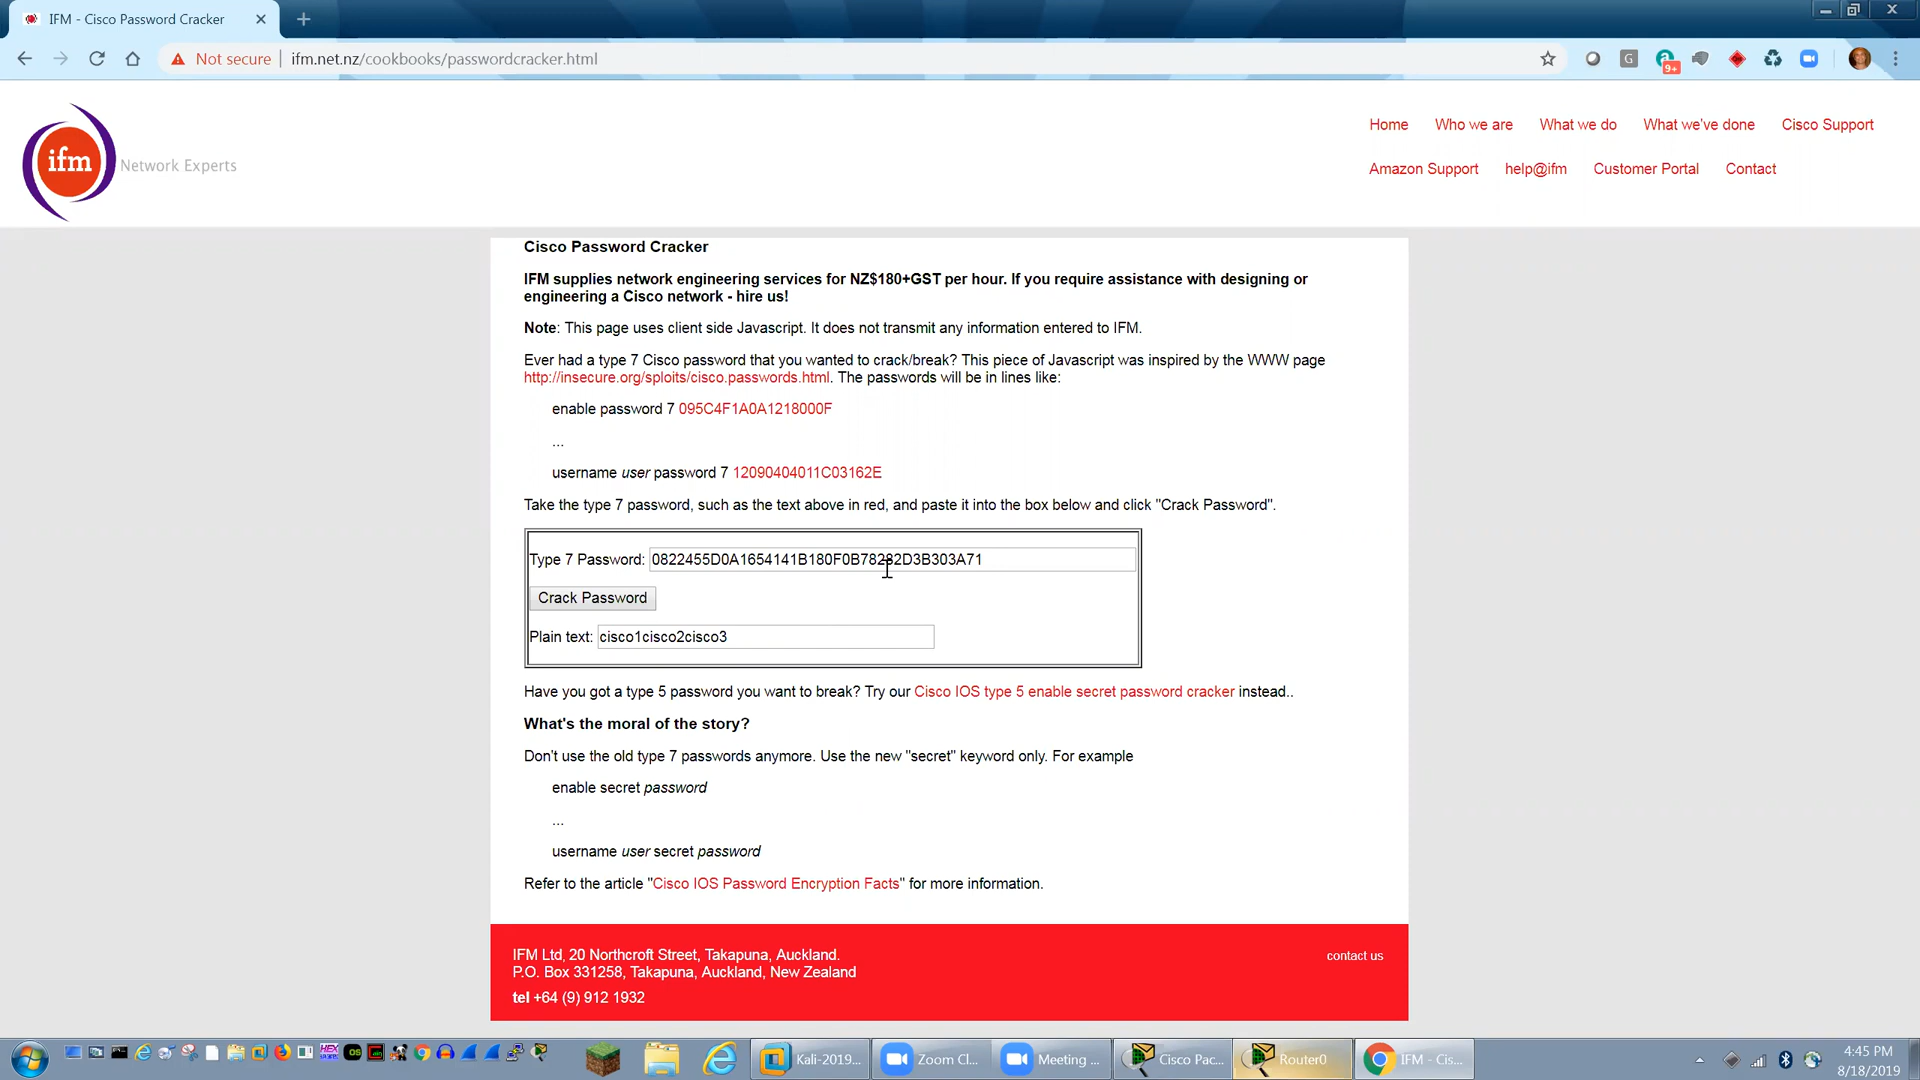 IFM - Cisco Password Cracker
Not secure
ifm.net.nz/cookbooks/passwordcracker.html
G
9+
ifm
Network Experts
Home
Who we are
What we do
What we've done
Cisco Support
Amazon Support
help@ifm
Customer Portal
Contact
Cisco Password Cracker
IFM supplies network engineering services for NZ$180+GST per hour. If you require assistance with designing or
engineering a Cisco network - hire us!
Note: This page uses client side Javascript. It does not transmit any information entered to IFM.
Ever had a type 7 Cisco password that you wanted to crack/break? This piece of Javascript was inspired by the WWW page
http://insecure.org/sploits/cisco.passwords.html. The passwords will be in lines like:
enable password 7 095C4F1A0A1218000F
...
username user password 7 12090404011C03162E
Take the type 7 password, such as the text above in red, and paste it into the box below and click "Crack Password".
Type 7 Password: 0822455D0A1654141B180F0B78282D3B303A71
Crack Password
Plain text: cisco1cisco2cisco3
Have you got a type 5 password you want to break? Try our Cisco IOS type 5 enable secret password cracker instead..
What's the moral of the story?
Don't use the old type 7 passwords anymore. Use the new "secret" keyword only. For example
enable secret password
...
username user secret password
Refer to the article "Cisco IOS Password Encryption Facts" for more information.
IFM Ltd, 20 Northcroft Street, Takapuna, Auckland.
P.O. Box 331258, Takapuna, Auckland, New Zealand
tel +64 (9) 912 1932
contact us
HEX
Kali-2019...
Zoom Cl...
Meeting ...
Cisco Pac...
Router0
IFM - Cis...
4:45 PM
8/18/2019